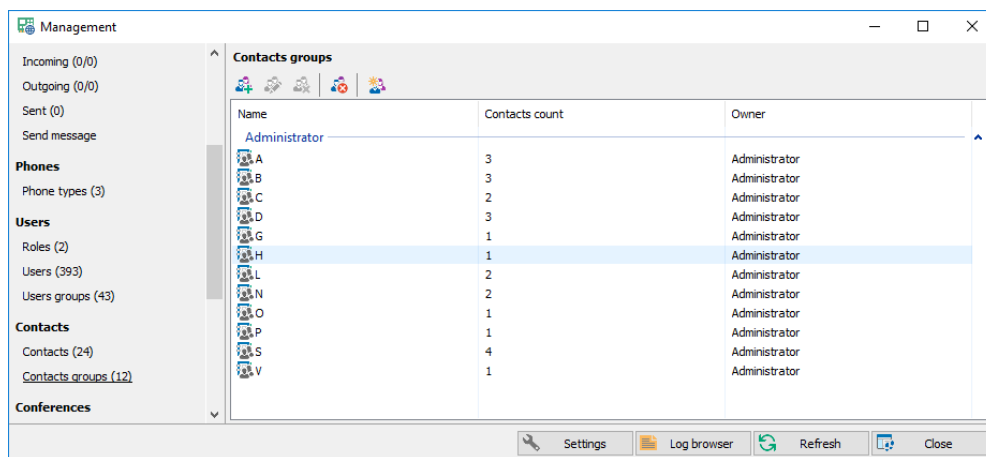 Management
Incoming (0/0)
Outgoing (0/0)
Sent (0)
Send message
Phones
Phone types (3)
Users
Roles (2)
Users (393)
Users groups (43)
Contacts
Contacts (24)
Contacts groups (12)
Conferences
Contacts groups
Name Contacts count Owner
Administrator
A 3 Administrator
B 3 Administrator
C 2 Administrator
D 3 Administrator
G 1 Administrator
H 1 Administrator
L 2 Administrator
N 2 Administrator
O 1 Administrator
P 1 Administrator
S 4 Administrator
V 1 Administrator
Settings Log browser Refresh Close